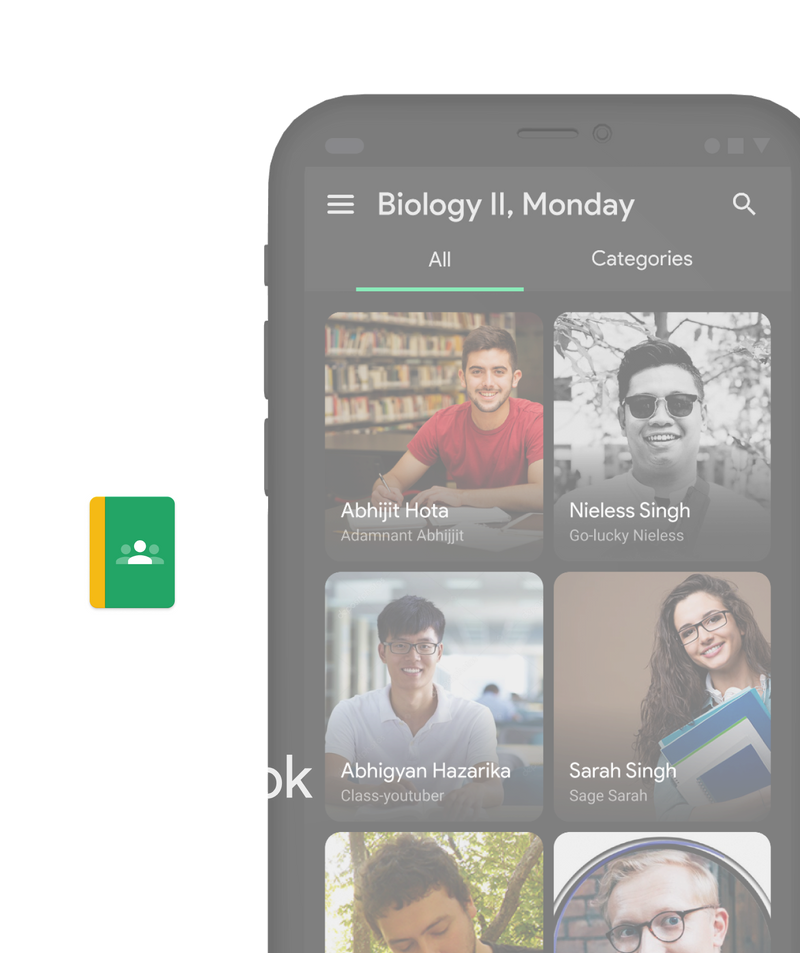 Biology II, Monday
All
Categories
Abhijit Hota
Adamnant Abhijjit
Nieless Singh
Go-lucky Nieless
Abhigyan Hazarika
Class-youtuber
Sarah Singh
Sage Sarah
ok